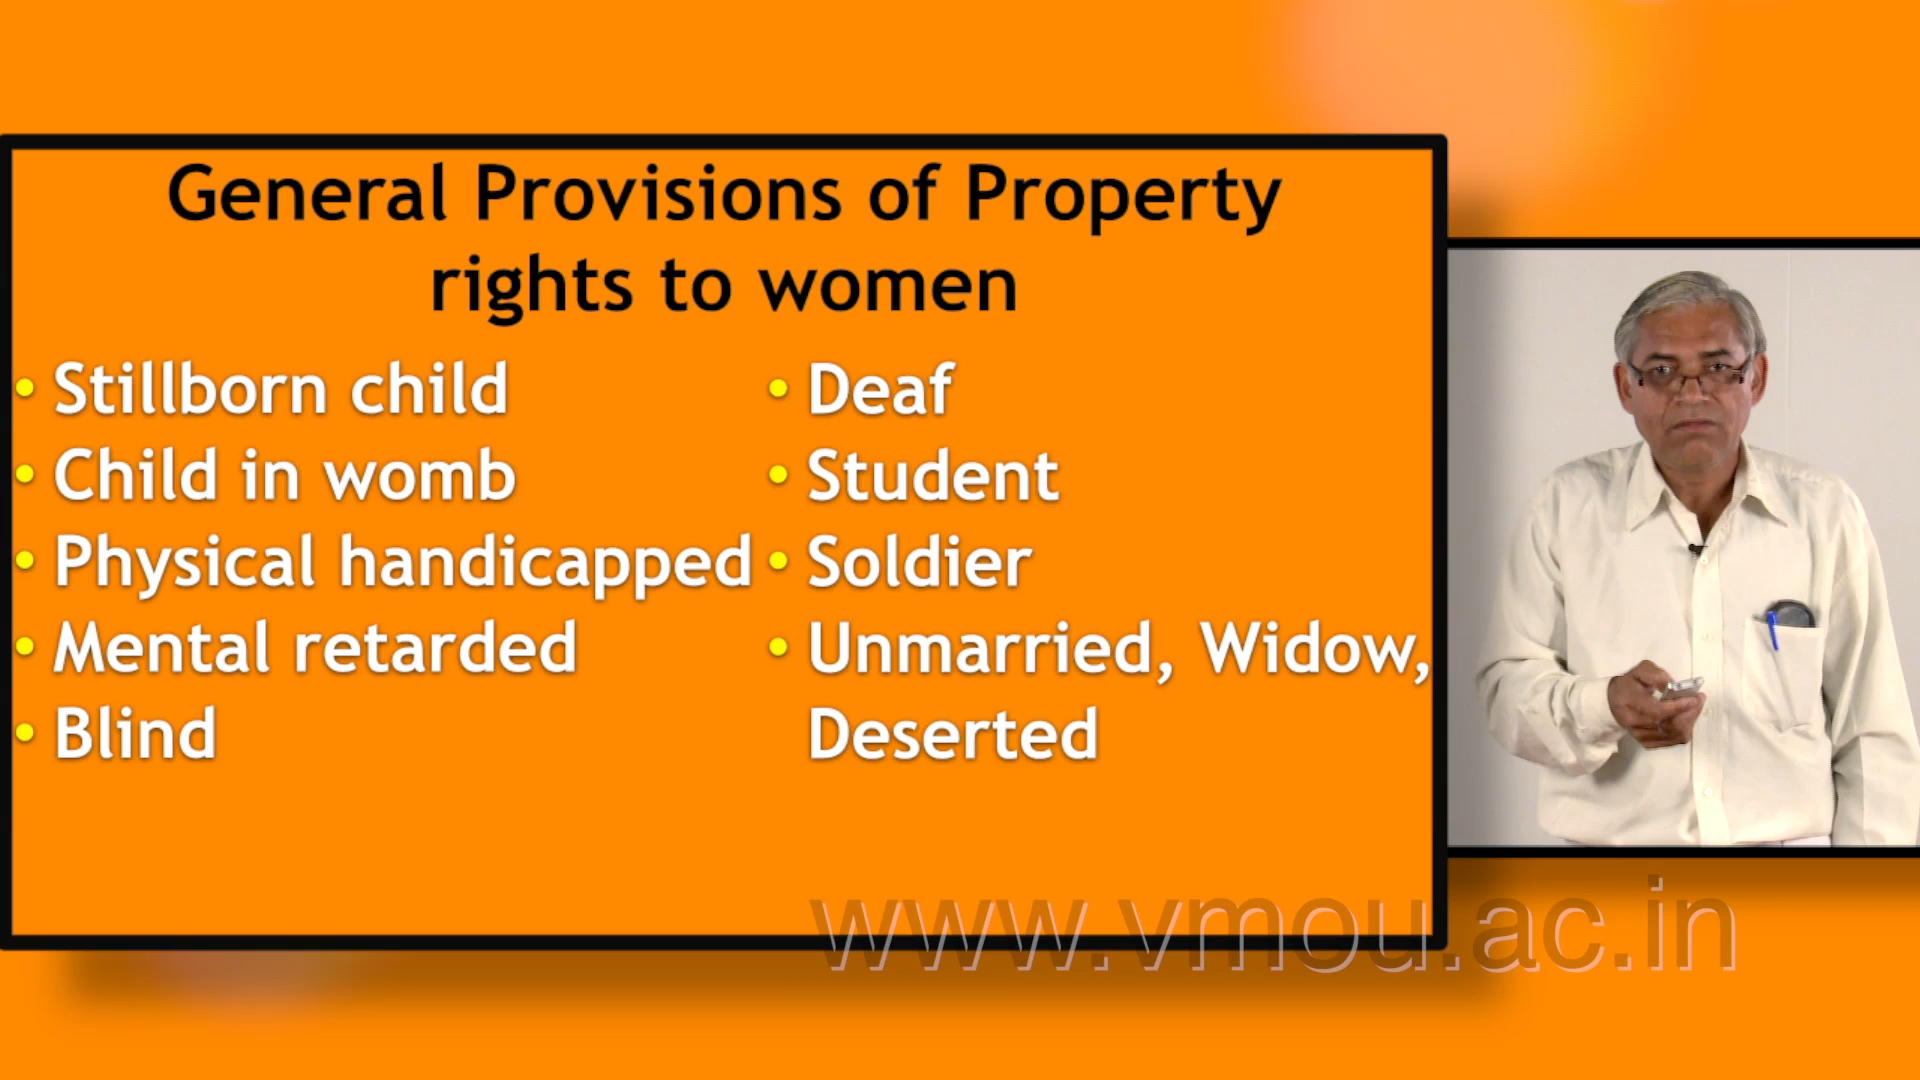 General Provisions of Property
rights to women
• Stillborn child
• Child in womb
• Physical handicapped
• Mental retarded
• Blind
• Deaf
• Student
• Soldier
• Unmarried, Widow,
Deserted
www.vmou.ac.in